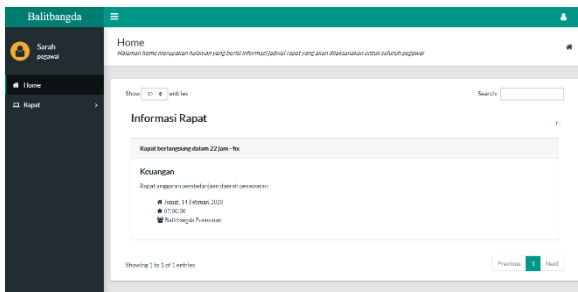 Balitbangda
Sarah
pegawai
Home
Rapat
Home
Halaman home merupakan halaman yang berisi informasi jadwal rapat yang akan dilaksanakan untuk seluruh pegawai
Show 10 entries
Search:
Informasi Rapat
Rapat berlangsung dalam 22 jam - fix
Keuangan
Rapat anggaran pembelanjaan daerah pesawaran
Jumat, 14 Februari, 2020
07:00:00
Balitbangda Pesawaran
Showing 1 to 1 of 1 entries
Previous 1 Next